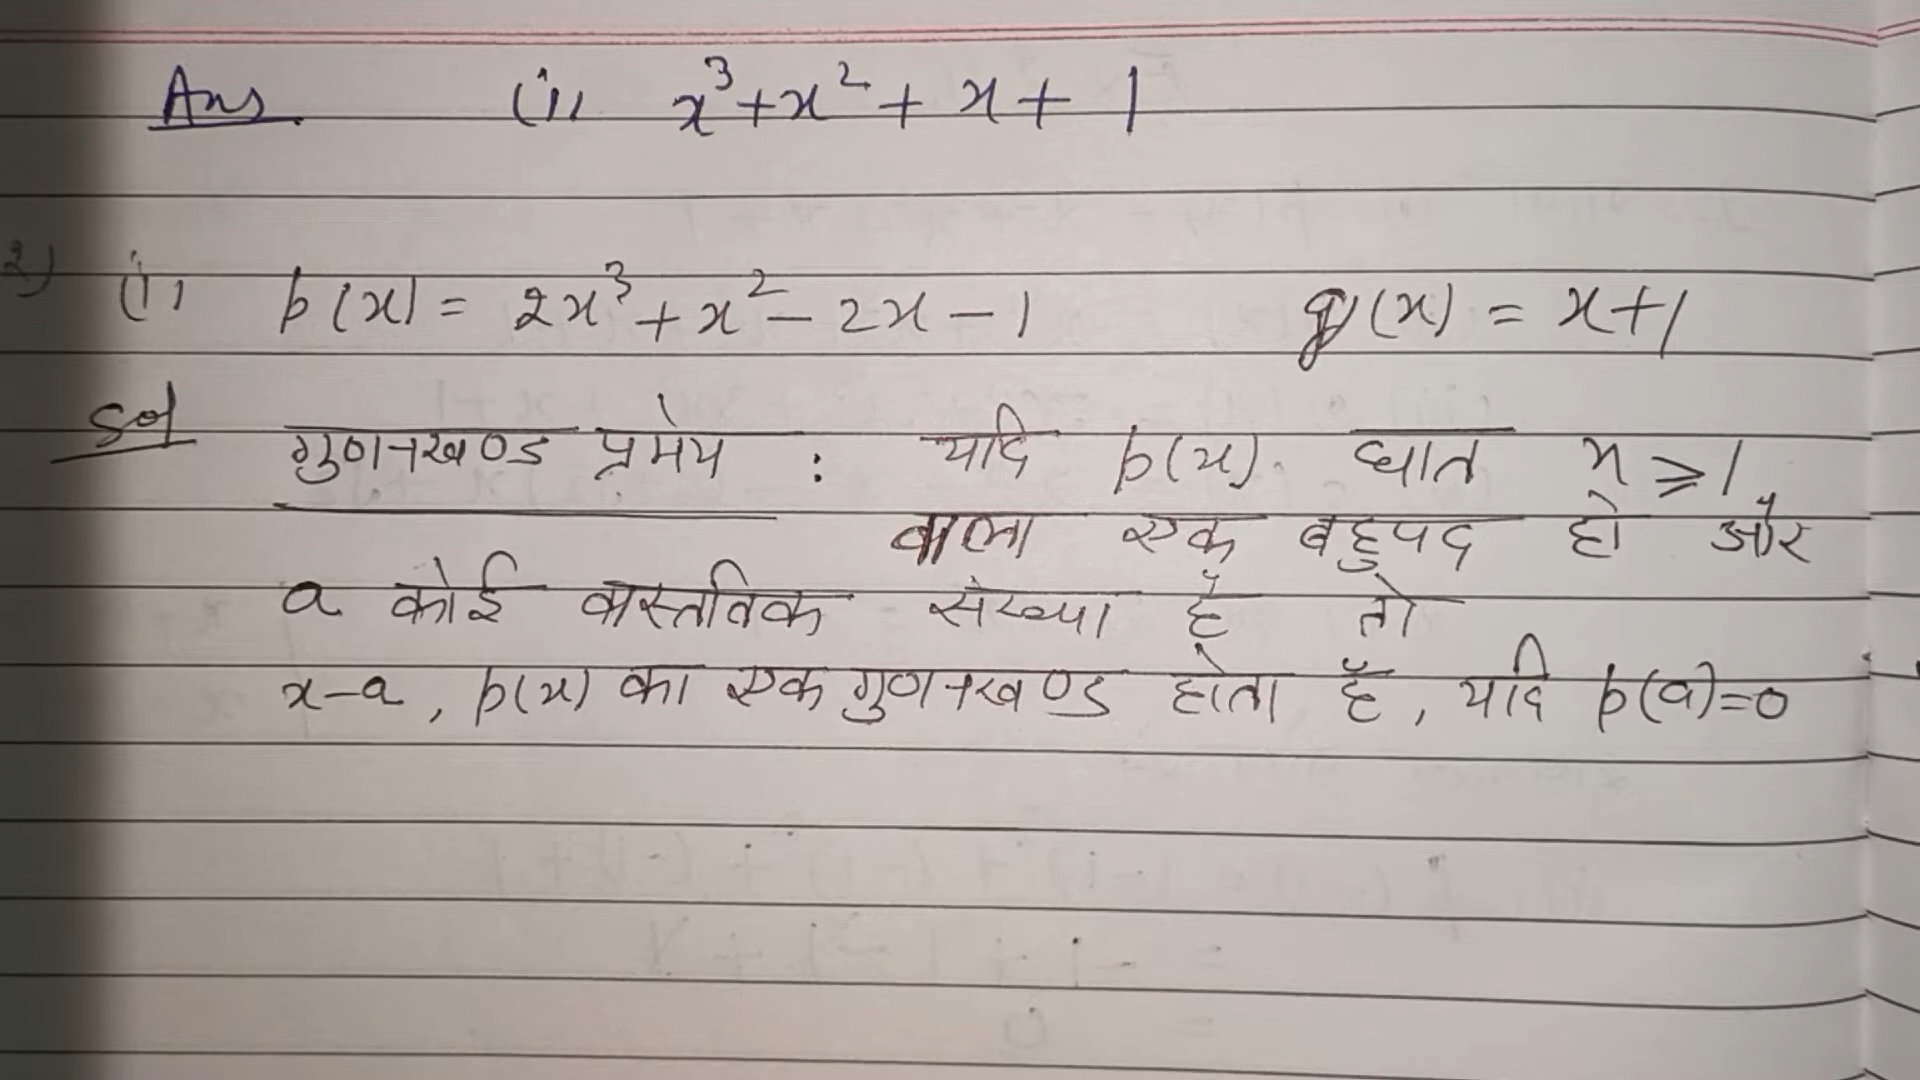 Ans (i) x³+x²+x+1
2) (i) p(x) = 2x³+x²-2x-1 g(x) = x+1
Sol गुणनखण्ड प्रमेय : यदि p(x) घात n ≥ 1
वाला एक बहुपद हो और
a कोई वास्तविक संख्या है तो
x-a, p(x) का एक गुणनखण्ड होता है, यदि p(a)=0